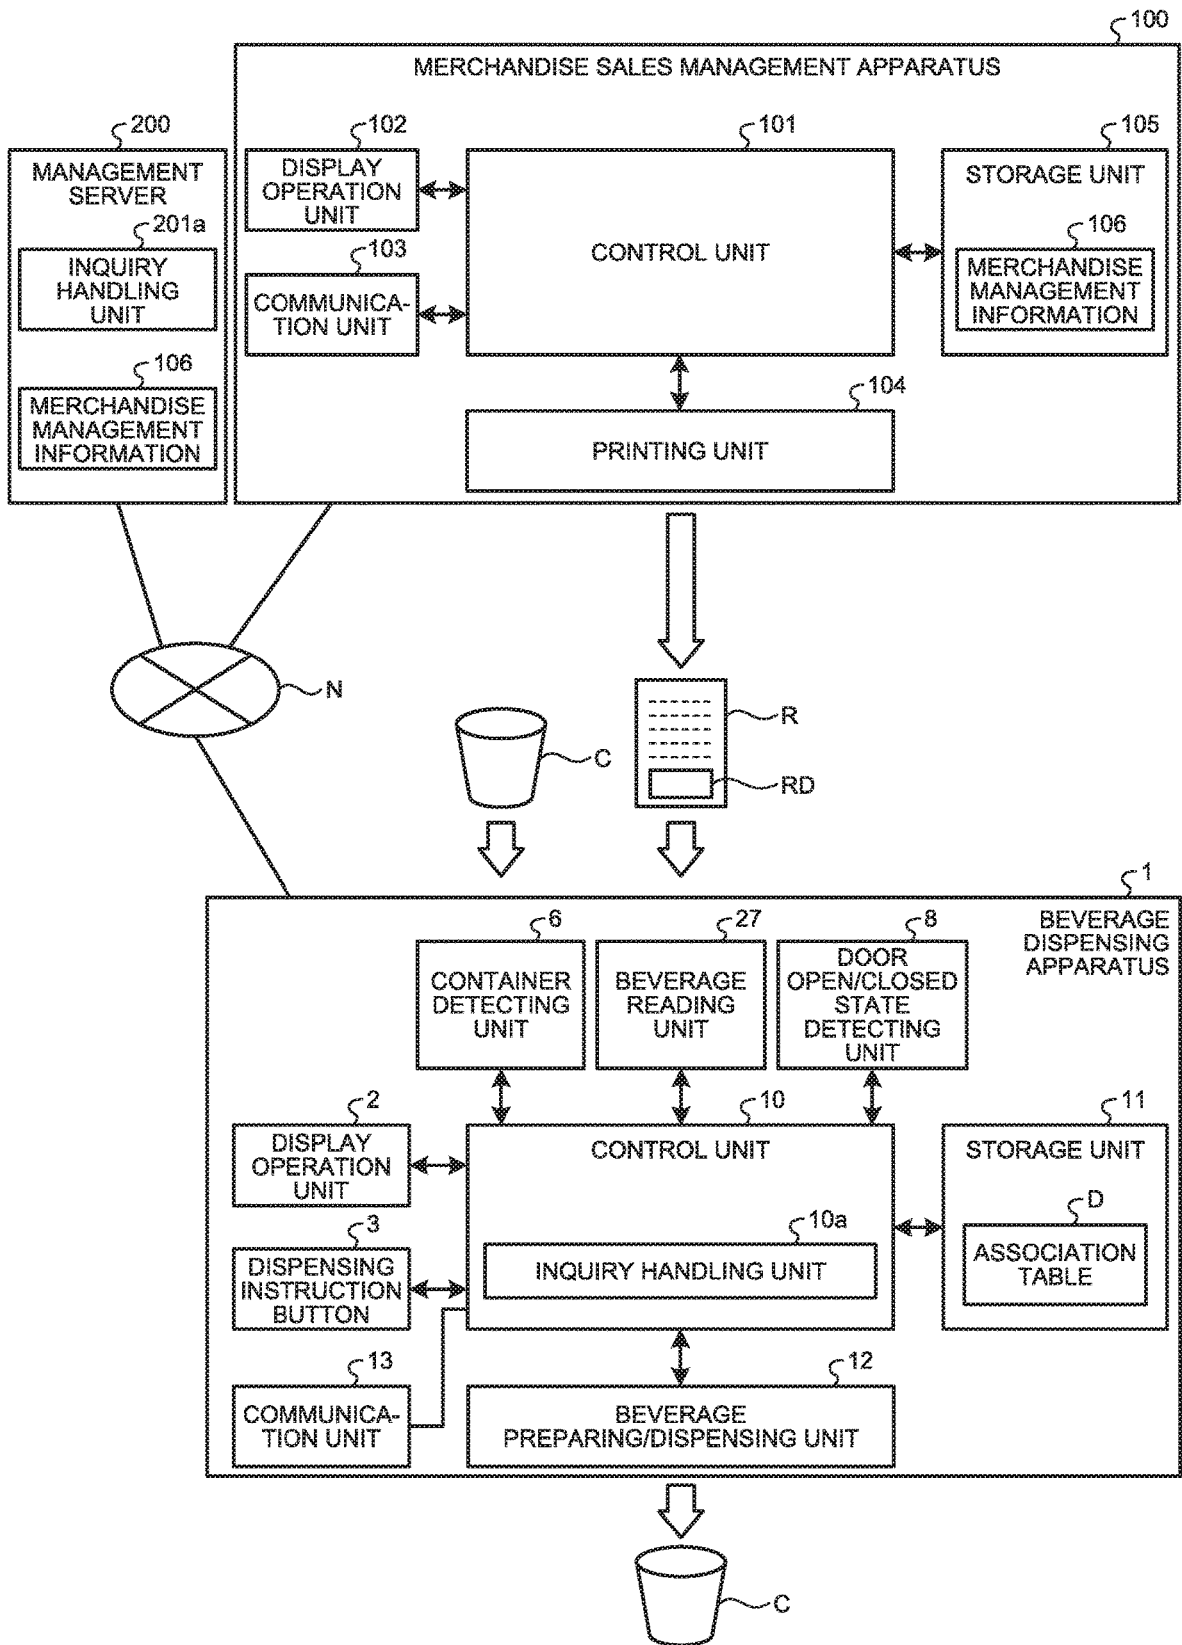 100
MERCHANDISE SALES MANAGEMENT APPARATUS
200
MANAGEMENT
SERVER
201a
INQUIRY
HANDLING
UNIT
106
MERCHANDISE
MANAGEMENT
INFORMATION
102
DISPLAY
OPERATION
UNIT
103
COMMUNICA-
TION UNIT
101
CONTROL UNIT
105
STORAGE UNIT
106
MERCHANDISE
MANAGEMENT
INFORMATION
104
PRINTING UNIT
N
C
R
RD
1
BEVERAGE
DISPENSING
APPARATUS
6
CONTAINER
DETECTING
UNIT
27
BEVERAGE
READING
UNIT
8
DOOR
OPEN/CLOSED
STATE
DETECTING
UNIT
2
DISPLAY
OPERATION
UNIT
10
CONTROL UNIT
10a
INQUIRY HANDLING UNIT
11
STORAGE UNIT
D
ASSOCIATION
TABLE
3
DISPENSING
INSTRUCTION
BUTTON
13
COMMUNICA-
TION UNIT
12
BEVERAGE
PREPARING/DISPENSING UNIT
C